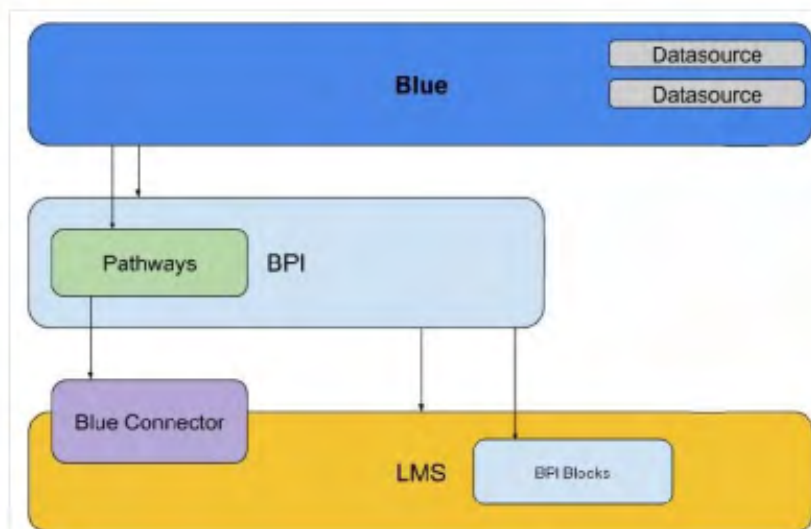 Datasource
Blue
Datasource
Pathways
BPI
Blue Connector
LMS
BPI Blocks